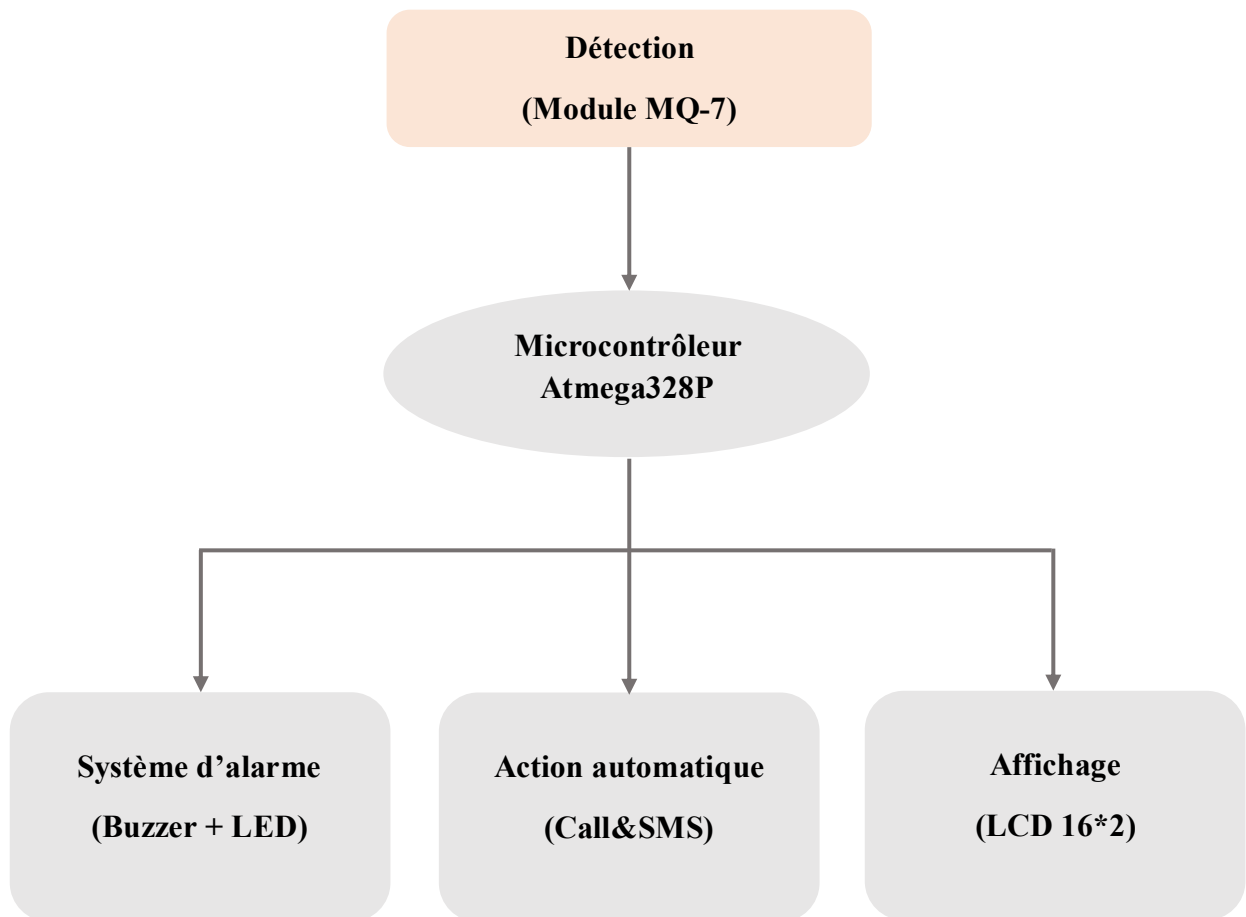 Détection
(Module MQ-7)
Microcontrôleur
Atmega328P
Système d’alarme
(Buzzer + LED)
Action automatique
(Call&SMS)
Affichage
(LCD 16*2)